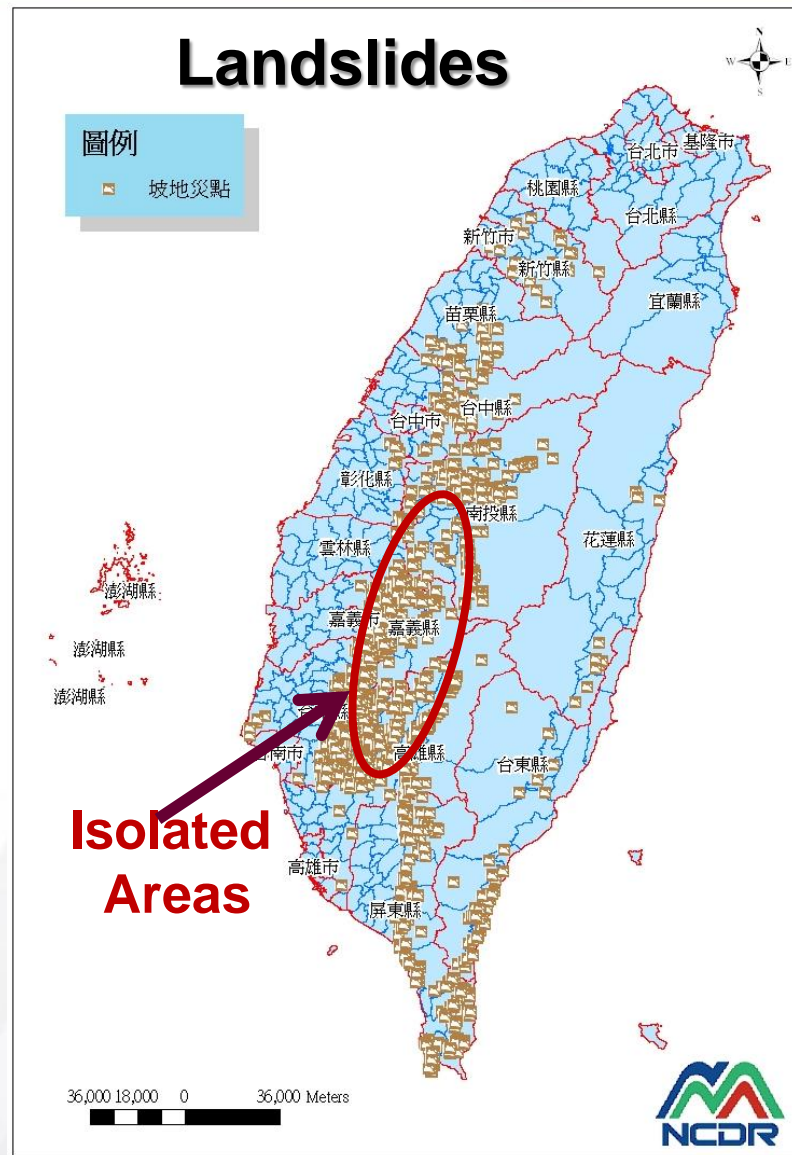 Landslides
N
W E
S
圖例
坡地災點
基隆市
台北市
桃園縣
台北縣
新竹市
新竹縣
宜蘭縣
苗栗縣
台中縣
台中市
彰化縣
南投縣
花蓮縣
雲林縣
澎湖縣
嘉義市
嘉義縣
澎湖縣
澎湖縣
高雄縣
南市
台東縣
Isolated
Areas
高雄市
屏東縣
36,000 18,000 0 36,000 Meters
NCDR